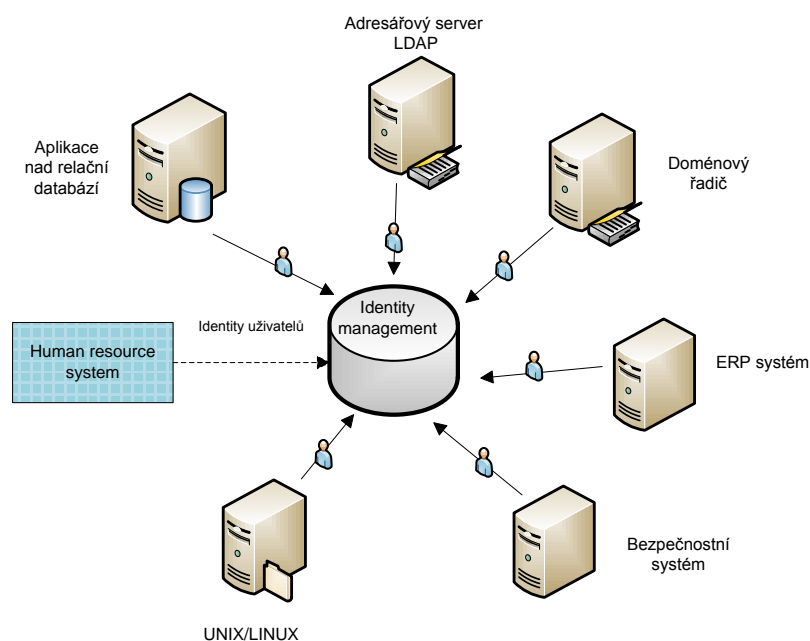 Adresářový server
LDAP
Aplikace
nad relační
databází
Doménový
řadič
Identity
management
Identity uživatelů
Human resource
system
ERP systém
Bezpečnostní
systém
UNIX/LINUX